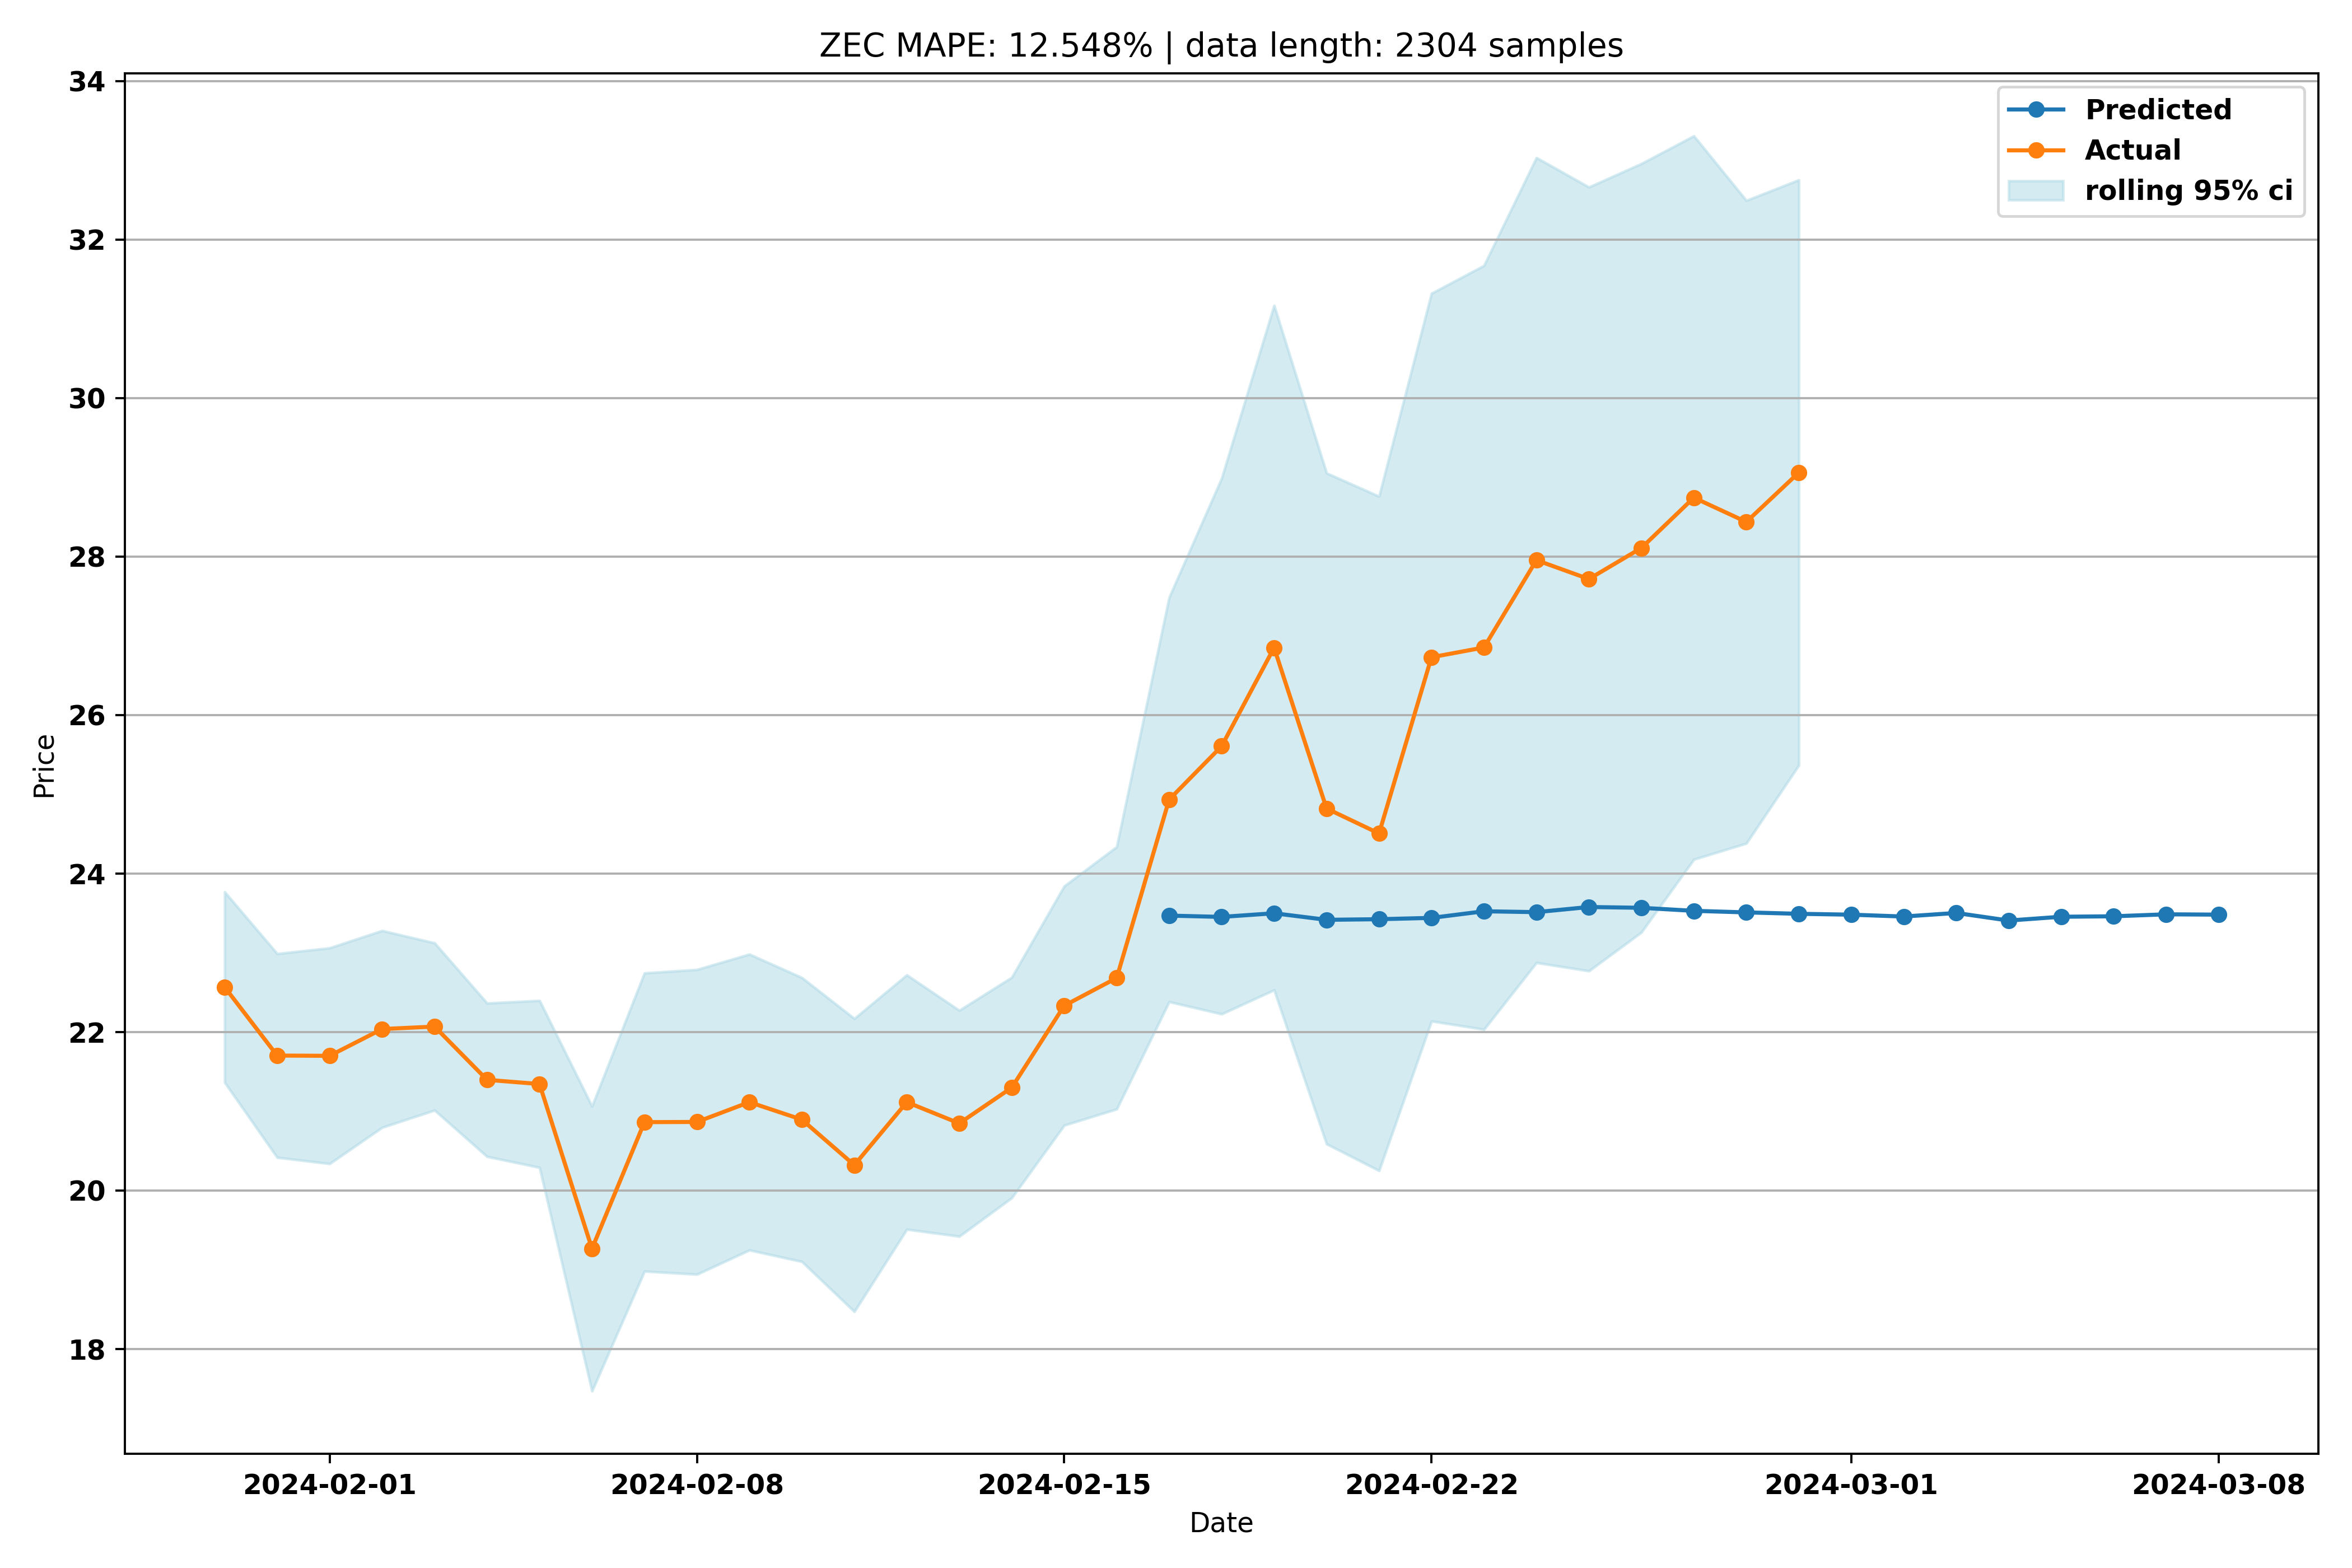 ZEC MAPE: 12.548% | data length: 2304 samples
Predicted
Actual
rolling 95% ci
34
32
30
28
26
24
22
20
18
Price
2024-02-01
2024-02-08
2024-02-15
2024-02-22
2024-03-01
2024-03-08
Date